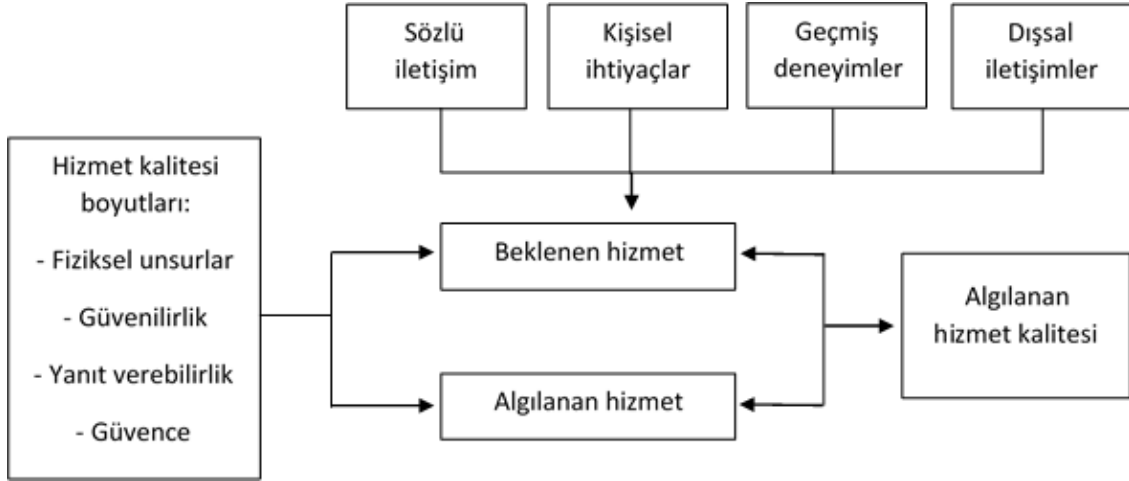 Sözlü
iletişim
Kişisel
ihtiyaçlar
Geçmiş
deneyimler
Dışsal
iletişimler
Hizmet kalitesi
boyutları:
- Fiziksel unsurlar
- Güvenilirlik
- Yanıt verebilirlik
- Güvence
Beklenen hizmet
Algılanan hizmet
Algılanan
hizmet kalitesi